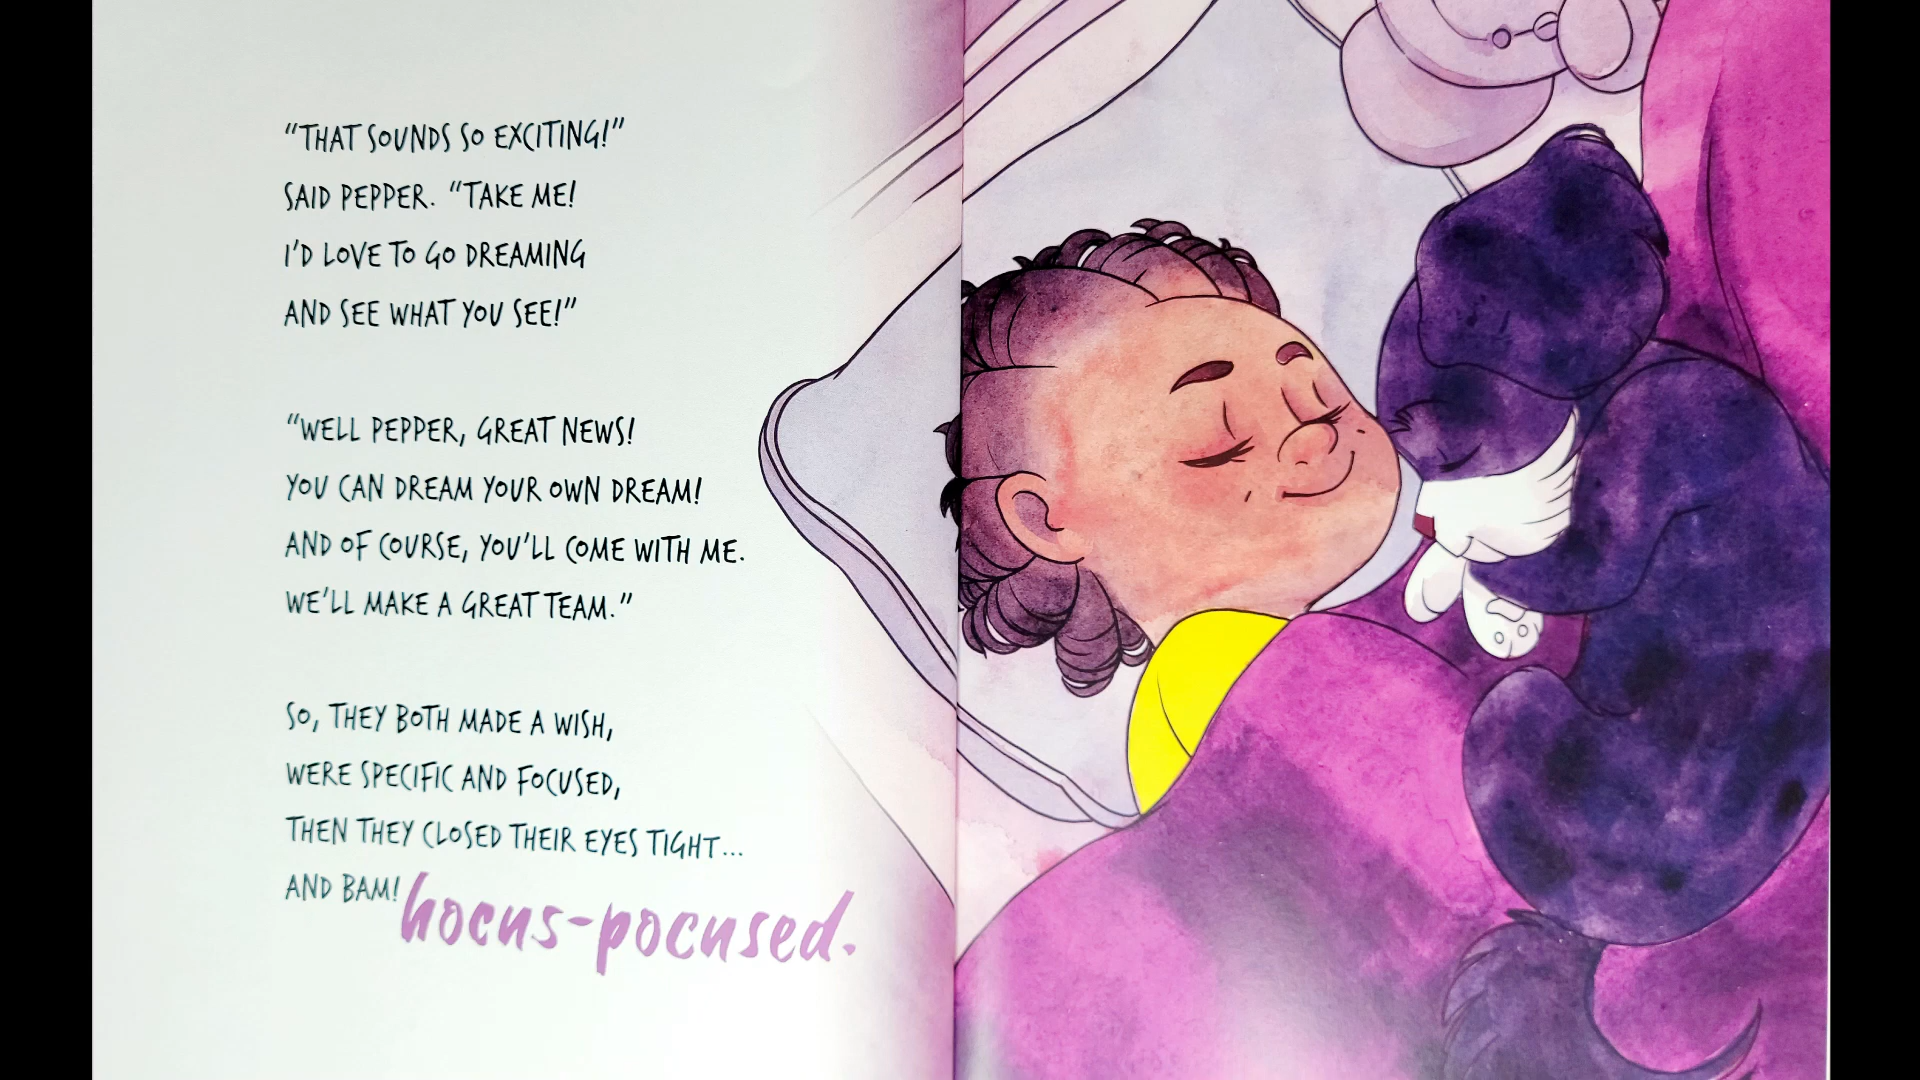 “THAT SOUNDS SO EXCITING!”
SAID PEPPER. “TAKE ME!
I’D LOVE TO GO DREAMING
AND SEE WHAT YOU SEE!”
“WELL PEPPER, GREAT NEWS!
YOU CAN DREAM YOUR OWN DREAM!
AND OF COURSE, YOU’LL COME WITH ME.
WE’LL MAKE A GREAT TEAM.”
SO, THEY BOTH MADE A WISH,
WERE SPECIFIC AND FOCUSED,
THEN THEY CLOSED THEIR EYES TIGHT...
AND BAM! hocus-pocused.